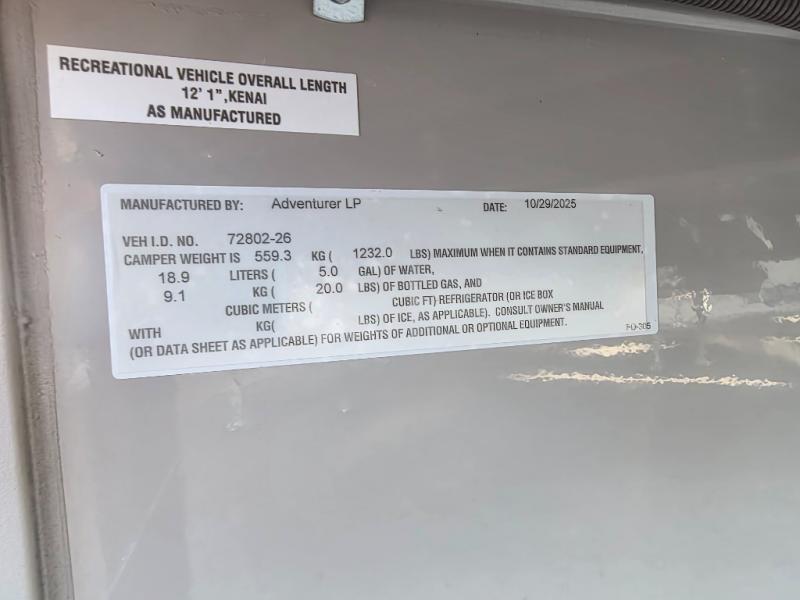 RECREATIONAL VEHICLE OVERALL LENGTH
12' 1", KENAI
AS MANUFACTURED
MANUFACTURED BY: Adventurer LP DATE: 10/29/2025
VEH I.D. NO. 72802-26
CAMPER WEIGHT IS 559.3 KG ( 1232.0 LBS) MAXIMUM WHEN IT CONTAINS STANDARD EQUIPMENT,
18.9 LITERS ( 5.0 GAL) OF WATER,
9.1 KG ( 20.0 LBS) OF BOTTLED GAS, AND
CUBIC METERS ( CUBIC FT) REFRIGERATOR (OR ICE BOX
WITH KG( LBS) OF ICE, AS APPLICABLE). CONSULT OWNER'S MANUAL
(OR DATA SHEET AS APPLICABLE) FOR WEIGHTS OF ADDITIONAL OR OPTIONAL EQUIPMENT.